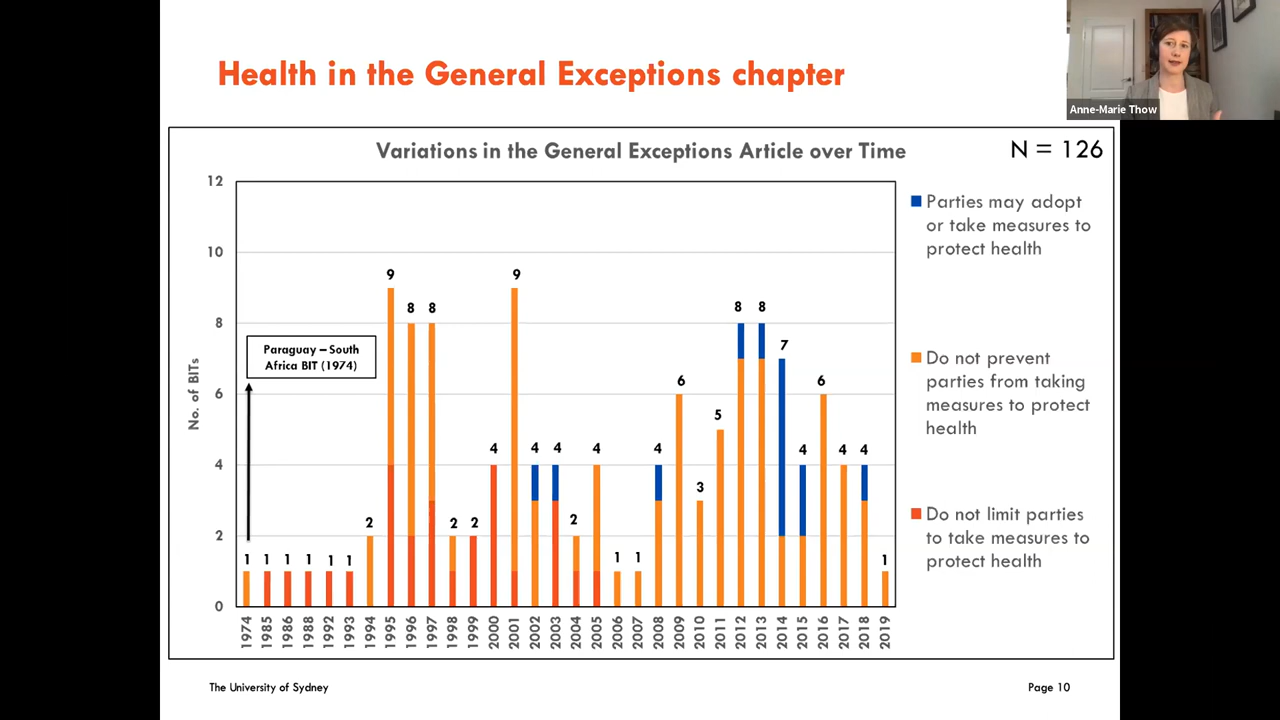 Health in the General Exceptions chapter
Anne-Marie Thow
Variations in the General Exceptions Article over Time
N = 126
12
10
8
6
4
2
0
No. of BITs
Paraguay – South
Africa BIT (1974)
1 1 1 1 1 1 2 9 8 8 2 2 4 9 4 4 2 4 1 1 4 6 3 5 8 8 7 4 6 4 4 1
1974 1985 1986 1988 1992 1993 1994 1995 1996 1997 1998 1999 2000 2001 2002 2003 2004 2005 2006 2007 2008 2009 2010 2011 2012 2013 2014 2015 2016 2017 2018 2019
Parties may adopt
or take measures to
protect health
Do not prevent
parties from taking
measures to protect
health
Do not limit parties
to take measures to
protect health
The University of Sydney
Page 10